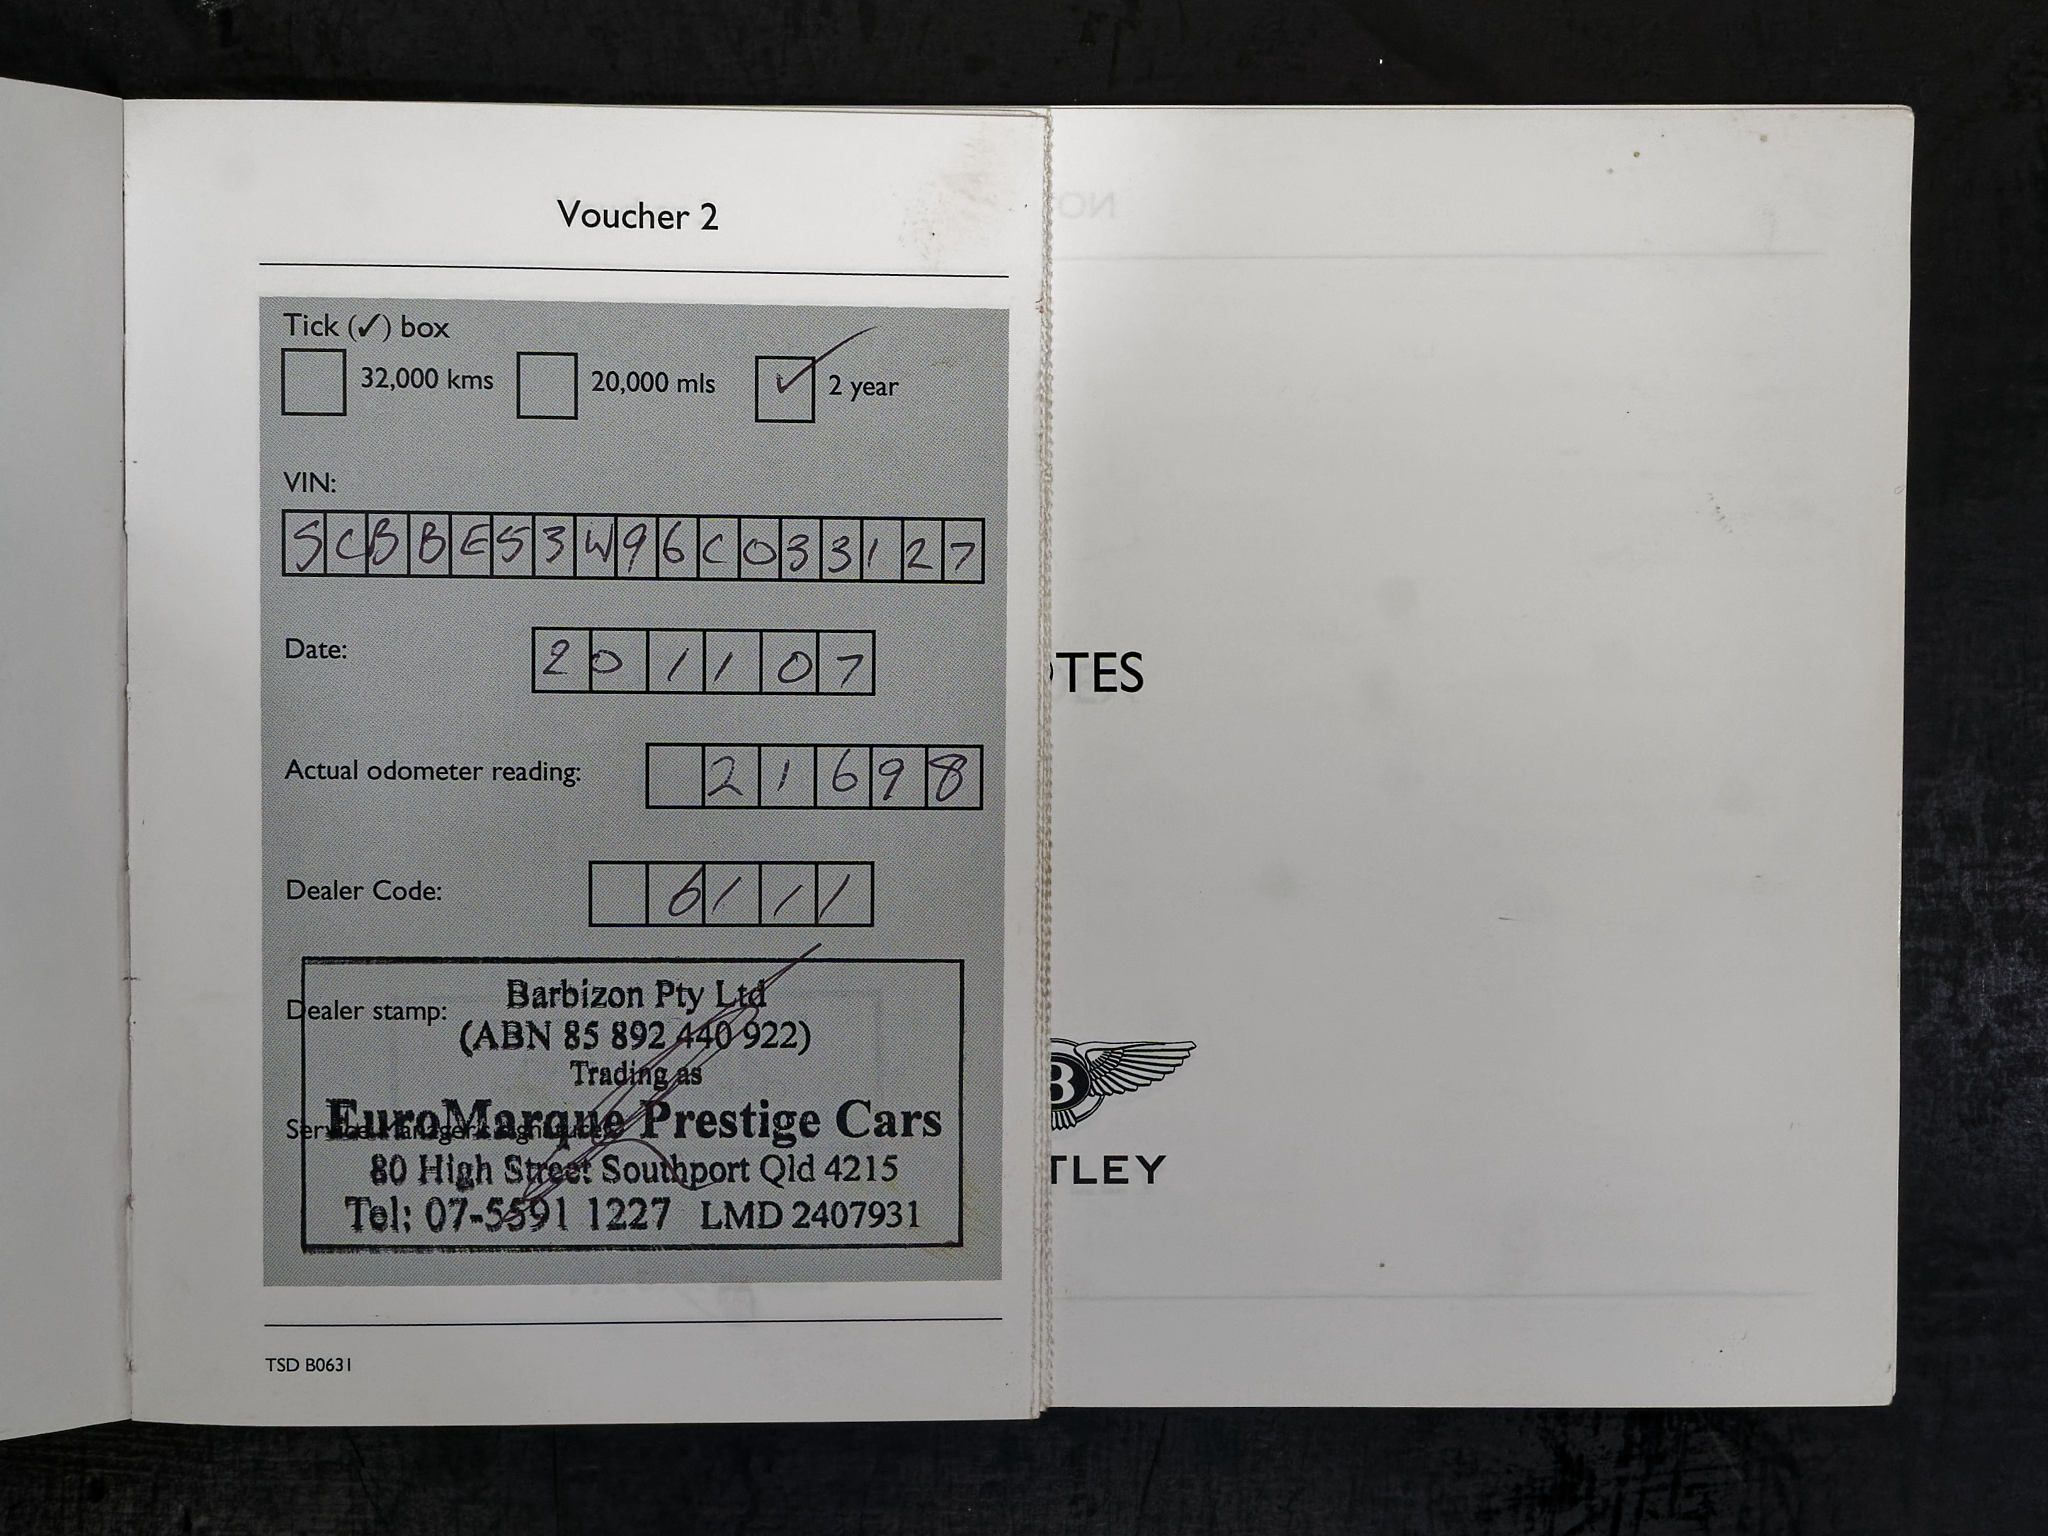 Voucher 2
Tick (✓) box
32,000 kms 20,000 mls ✓ 2 year
VIN:
SCBBES3W96C033127
Date: 201107
Actual odometer reading: 21698
Dealer Code: 6111
Dealer stamp:
Barbizon Pty Ltd
(ABN 85 892 440 922)
Trading as
EuroMarque Prestige Cars
80 High Street Southport Qld 4215
Tel: 07-5591 1227 LMD 2407931
TSD B0631
OTES
B
TLEY